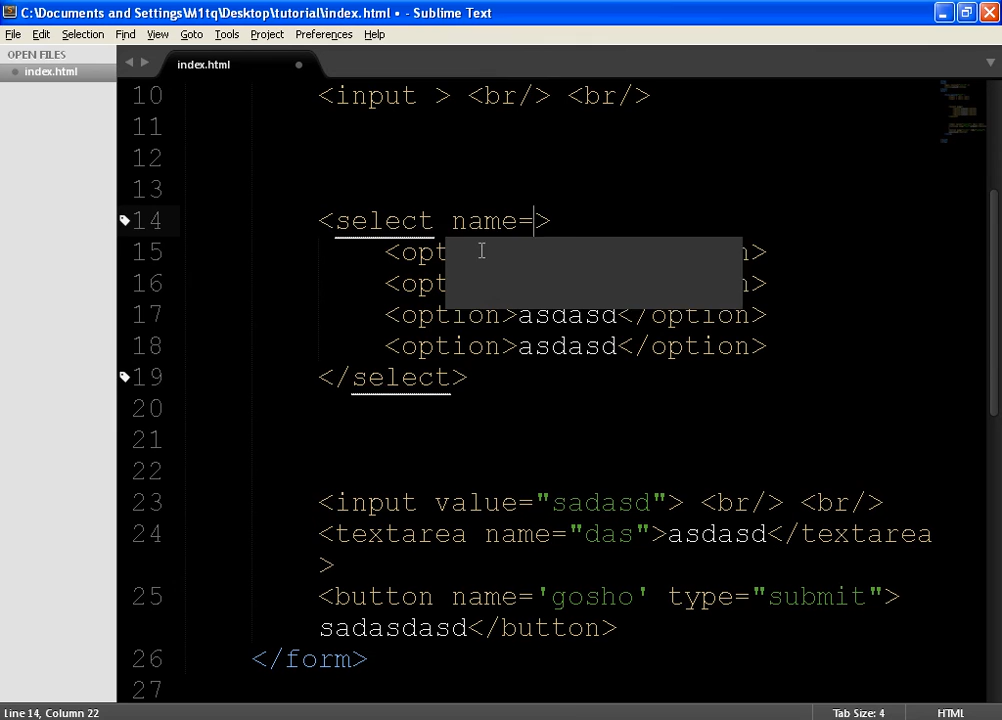 C:\Documents and Settings\M1tq\Desktop\tutorial\index.html • - Sublime Text
File Edit Selection Find View Goto Tools Project Preferences Help
OPEN FILES
index.html
index.html
10 <input > <br/> <br/>
11
12
13
14 <select name=>
15 <opt n>
16 <opt n>
17 <option>asdasd</option>
18 <option>asdasd</option>
19 </select>
20
21
22
23 <input value="sadasd"> <br/> <br/>
24 <textarea name="das">asdasd</textarea
>
25 <button name='gosho' type="submit">
sadasdasd</button>
26 </form>
27
Line 14, Column 22 Tab Size: 4 HTML